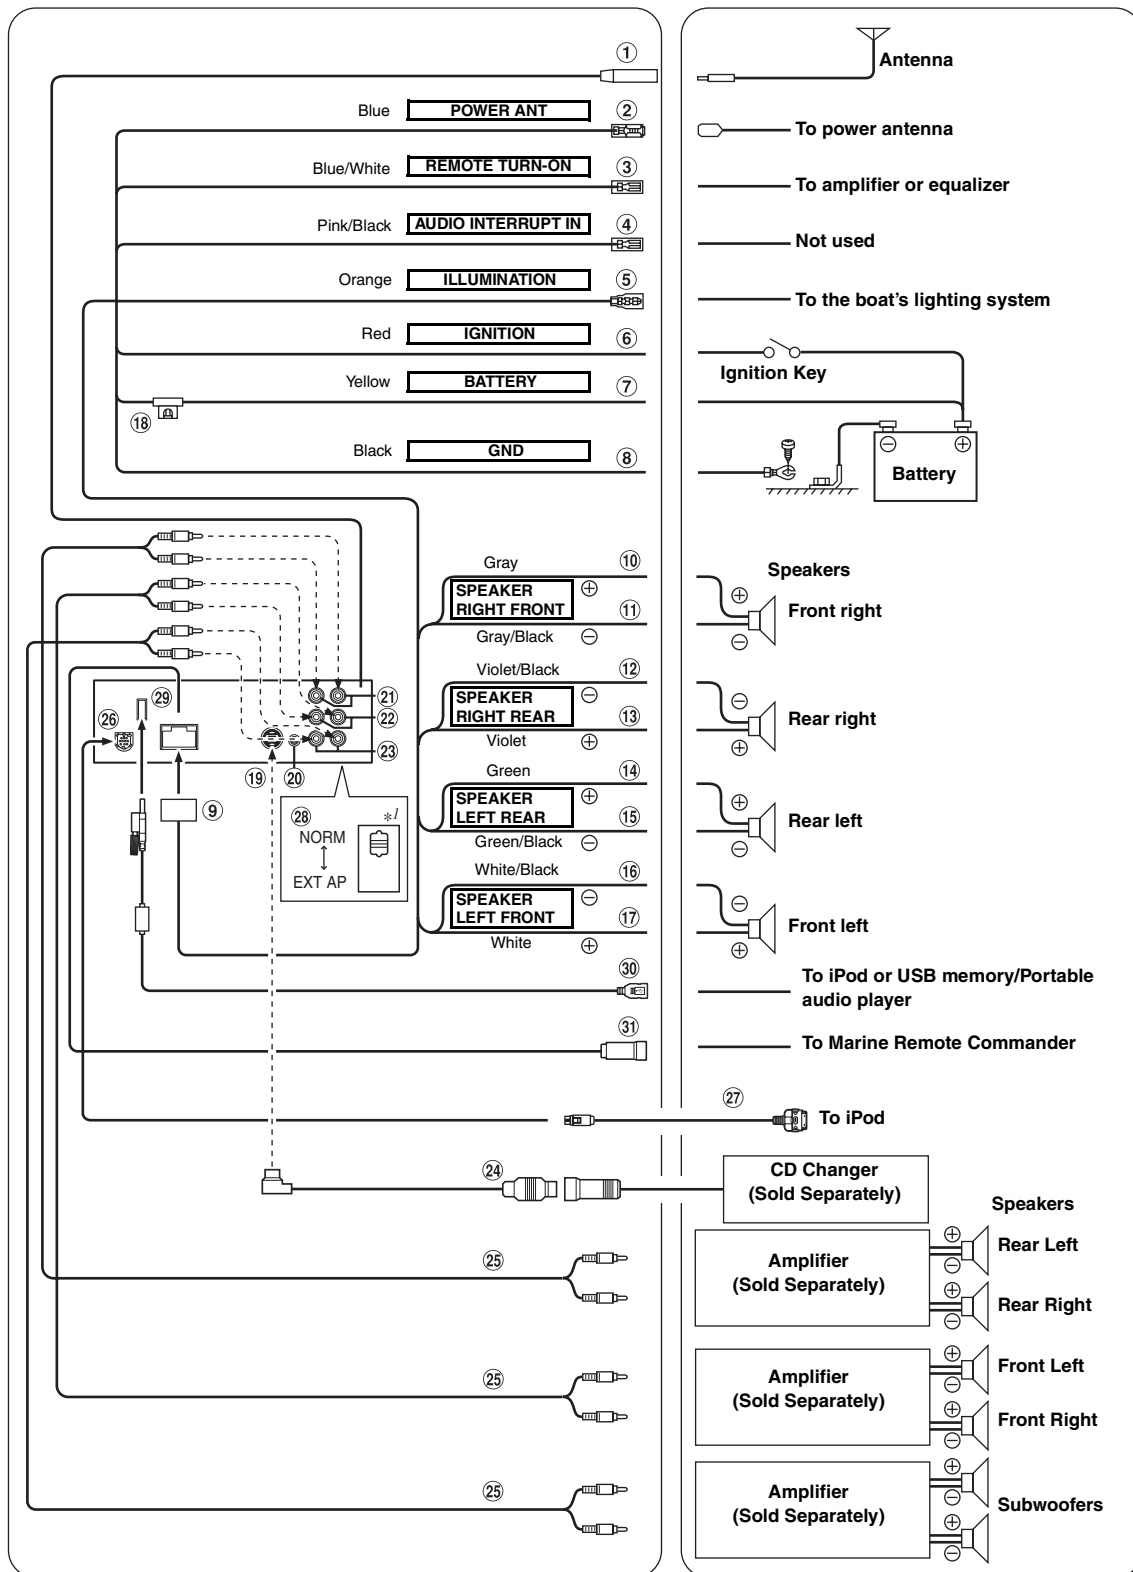 ①
Antenna
Blue POWER ANT ② To power antenna
Blue/White REMOTE TURN-ON ③ To amplifier or equalizer
Pink/Black AUDIO INTERRUPT IN ④ Not used
Orange ILLUMINATION ⑤ To the boat's lighting system
Red IGNITION ⑥
Ignition Key
Yellow BATTERY ⑦
⑱
⊖ ⊕
Battery
Black GND ⑧
Gray ⑩
SPEAKER
RIGHT FRONT
⊕
⑪
Gray/Black ⊖
Speakers
⊕
Front right
⊖
Violet/Black ⑫
SPEAKER
RIGHT REAR
⊖
⑬
Violet ⊕
⊖
Rear right
⊕
Green ⑭
SPEAKER
LEFT REAR
⊕
⑮
Green/Black ⊖
⊕
Rear left
⊖
White/Black ⑯
SPEAKER
LEFT FRONT
⊖
⑰
White ⊕
⊖
Front left
⊕
㉙
㉖
㉑
㉒
㉓
⑲ ⑳
⑨
㉘ *1
NORM
EXT AP
㉚
To iPod or USB memory/Portable
audio player
㉛
To Marine Remote Commander
㉗
To iPod
㉔
CD Changer
(Sold Separately)
Speakers
㉕
Amplifier
(Sold Separately)
⊕
Rear Left
⊖
⊕
Rear Right
⊖
㉕
Amplifier
(Sold Separately)
⊕
Front Left
⊖
⊕
Front Right
⊖
㉕
Amplifier
(Sold Separately)
⊕
⊖
Subwoofers
⊕
⊖